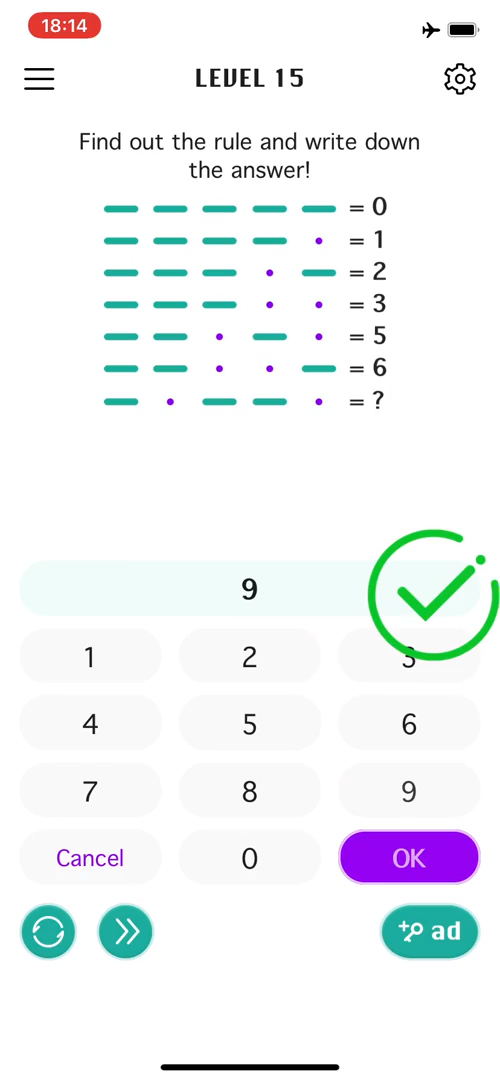 18:14
LEVEL 15
Find out the rule and write down
the answer!
= 0
= 1
= 2
= 3
= 5
= 6
= ?
9
1 2 3
4 5 6
7 8 9
Cancel 0 OK
ad